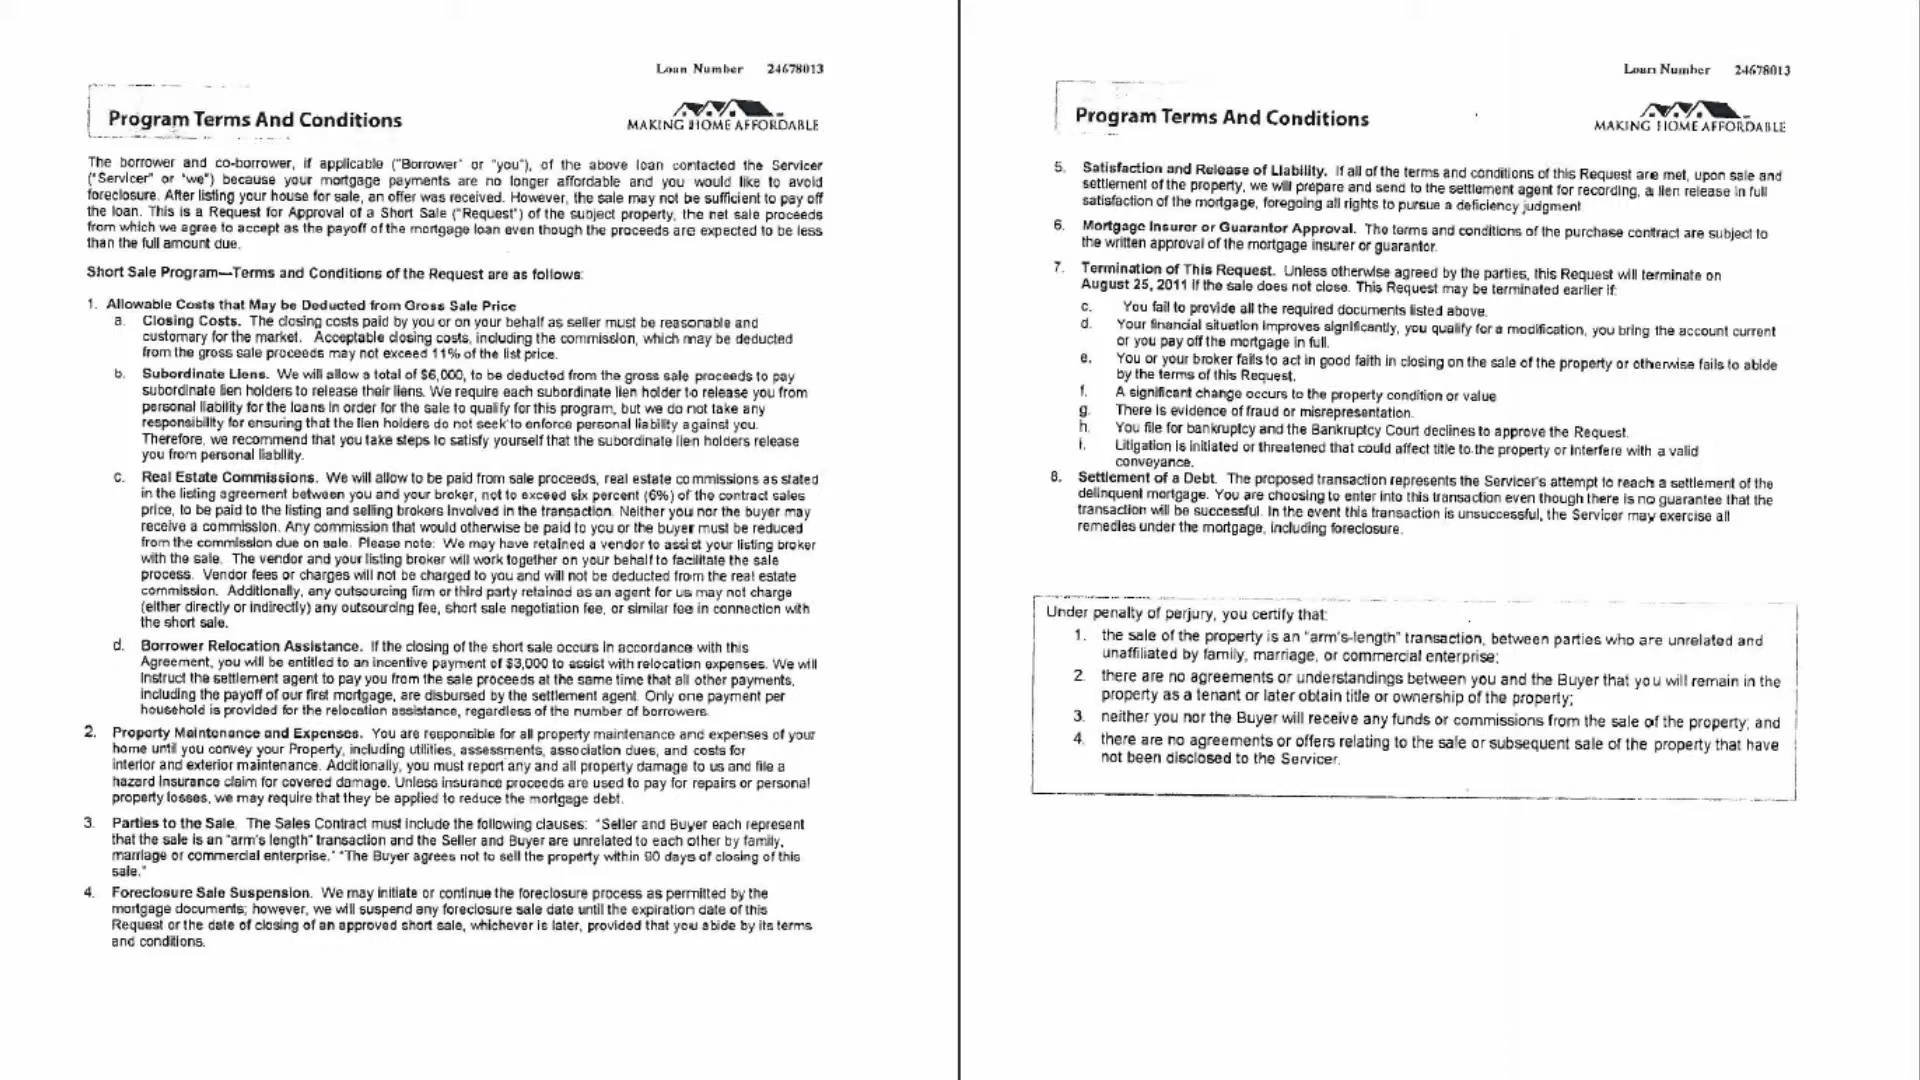 Loan Number 24678013
Program Terms And Conditions
MAKING HOME AFFORDABLE
The borrower and co-borrower, if applicable ("Borrower" or "you"), of the above loan contacted the Servicer
("Servicer" or "we") because your mortgage payments are no longer affordable and you would like to avoid
foreclosure. After listing your house for sale, an offer was received. However, the sale may not be sufficient to pay off
the loan. This is a Request for Approval of a Short Sale ("Request") of the subject property, the net sale proceeds
from which we agree to accept as the payoff of the mortgage loan even though the proceeds are expected to be less
than the full amount due.
Short Sale Program—Terms and Conditions of the Request are as follows:
1. Allowable Costs that May be Deducted from Gross Sale Price
a. Closing Costs. The closing costs paid by you or on your behalf as seller must be reasonable and
customary for the market. Acceptable closing costs, including the commission, which may be deducted
from the gross sale proceeds may not exceed 11% of the list price.
b. Subordinate Liens. We will allow a total of $6,000, to be deducted from the gross sale proceeds to pay
subordinate lien holders to release their liens. We require each subordinate lien holder to release you from
personal liability for the loans in order for the sale to qualify for this program, but we do not take any
responsibility for ensuring that the lien holders do not seek to enforce personal liability against you.
Therefore, we recommend that you take steps to satisfy yourself that the subordinate lien holders release
you from personal liability.
c. Real Estate Commissions. We will allow to be paid from sale proceeds, real estate commissions as stated
in the listing agreement between you and your broker, not to exceed six percent (6%) of the contract sales
price, to be paid to the listing and selling brokers involved in the transaction. Neither you nor the buyer may
receive a commission. Any commission that would otherwise be paid to you or the buyer must be reduced
from the commission due on sale. Please note: We may have retained a vendor to assist your listing broker
with the sale. The vendor and your listing broker will work together on your behalf to facilitate the sale
process. Vendor fees or charges will not be charged to you and will not be deducted from the real estate
commission. Additionally, any outsourcing firm or third party retained as an agent for us may not charge
(either directly or indirectly) any outsourcing fee, short sale negotiation fee, or similar fee in connection with
the short sale.
d. Borrower Relocation Assistance. If the closing of the short sale occurs in accordance with this
Agreement, you will be entitled to an incentive payment of $3,000 to assist with relocation expenses. We will
instruct the settlement agent to pay you from the sale proceeds at the same time that all other payments,
including the payoff of our first mortgage, are disbursed by the settlement agent. Only one payment per
household is provided for the relocation assistance, regardless of the number of borrowers.
2. Property Maintenance and Expenses. You are responsible for all property maintenance and expenses of your
home until you convey your Property, including utilities, assessments, association dues, and costs for
interior and exterior maintenance. Additionally, you must report any and all property damage to us and file a
hazard insurance claim for covered damage. Unless insurance proceeds are used to pay for repairs or personal
property losses, we may require that they be applied to reduce the mortgage debt.
3. Parties to the Sale. The Sales Contract must include the following clauses: "Seller and Buyer each represent
that the sale is an "arm's length" transaction and the Seller and Buyer are unrelated to each other by family,
marriage or commercial enterprise." "The Buyer agrees not to sell the property within 90 days of closing of this
sale."
4. Foreclosure Sale Suspension. We may initiate or continue the foreclosure process as permitted by the
mortgage documents; however, we will suspend any foreclosure sale date until the expiration date of this
Request or the date of closing of an approved short sale, whichever is later, provided that you abide by its terms
and conditions.
Loan Number 24678013
Program Terms And Conditions
MAKING HOME AFFORDABLE
5. Satisfaction and Release of Liability. If all of the terms and conditions of this Request are met, upon sale and
settlement of the property, we will prepare and send to the settlement agent for recording, a lien release in full
satisfaction of the mortgage, foregoing all rights to pursue a deficiency judgment
6. Mortgage Insurer or Guarantor Approval. The terms and conditions of the purchase contract are subject to
the written approval of the mortgage insurer or guarantor.
7. Termination of This Request. Unless otherwise agreed by the parties, this Request will terminate on
August 25, 2011 if the sale does not close. This Request may be terminated earlier if:
c. You fail to provide all the required documents listed above.
d. Your financial situation improves significantly, you qualify for a modification, you bring the account current
or you pay off the mortgage in full.
e. You or your broker fails to act in good faith in closing on the sale of the property or otherwise fails to abide
by the terms of this Request.
f. A significant change occurs to the property condition or value
g. There is evidence of fraud or misrepresentation.
h. You file for bankruptcy and the Bankruptcy Court declines to approve the Request.
i. Litigation is initiated or threatened that could affect title to the property or interfere with a valid
conveyance.
8. Settlement of a Debt. The proposed transaction represents the Servicer's attempt to reach a settlement of the
delinquent mortgage. You are choosing to enter into this transaction even though there is no guarantee that the
transaction will be successful. In the event this transaction is unsuccessful, the Servicer may exercise all
remedies under the mortgage, including foreclosure.
Under penalty of perjury, you certify that:
1. the sale of the property is an "arm's-length" transaction, between parties who are unrelated and
unaffiliated by family, marriage, or commercial enterprise;
2. there are no agreements or understandings between you and the Buyer that you will remain in the
property as a tenant or later obtain title or ownership of the property;
3. neither you nor the Buyer will receive any funds or commissions from the sale of the property; and
4. there are no agreements or offers relating to the sale or subsequent sale of the property that have
not been disclosed to the Servicer.